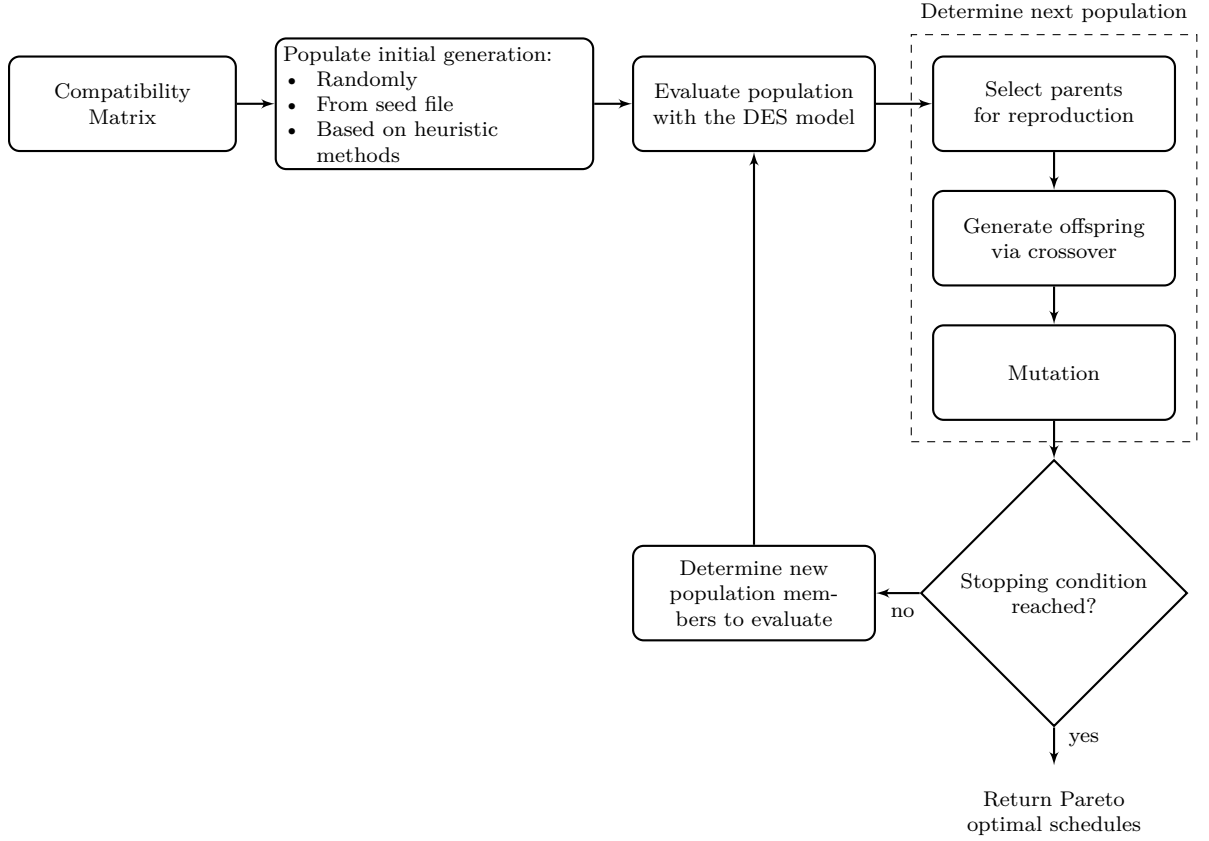 Determine next population
Compatibility
Matrix
Populate initial generation:
• Randomly
• From seed file
• Based on heuristic
methods
Evaluate population
with the DES model
Select parents
for reproduction
Generate offspring
via crossover
Mutation
Stopping condition
reached?
no
Determine new
population mem-
bers to evaluate
yes
Return Pareto
optimal schedules